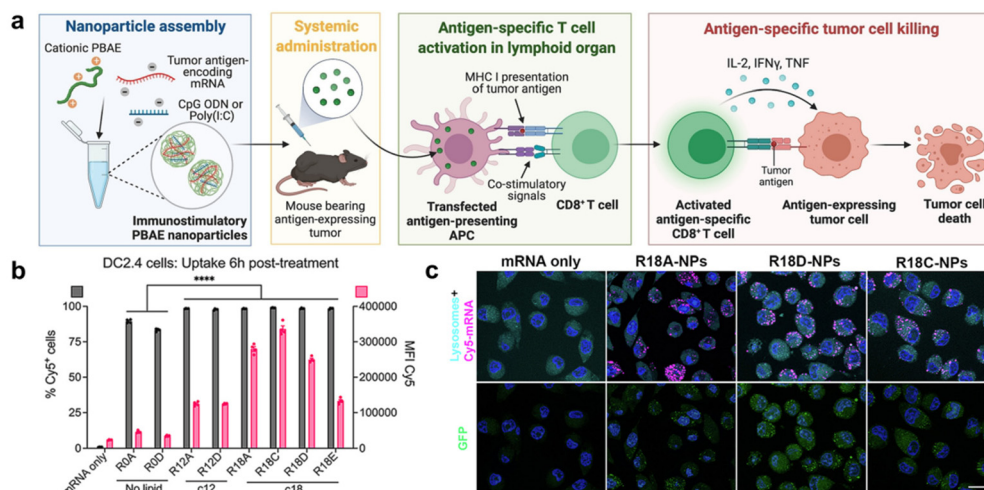 a
Nanoparticle assembly
Cationic PBAE
Tumor antigen-
encoding
mRNA
CpG ODN or
Poly(I:C)
Immunostimulatory
PBAE nanoparticles
Systemic
administration
Mouse bearing
antigen-expressing
tumor
Antigen-specific T cell
activation in lymphoid organ
MHC I presentation
of tumor antigen
Co-stimulatory
signals
Transfected
antigen-presenting
APC
CD8+ T cell
Antigen-specific tumor cell killing
IL-2, IFNγ, TNF
Tumor
antigen
Activated
antigen-specific
CD8+ T cell
Antigen-expressing
tumor cell
Tumor cell
death
b
DC2.4 cells: Uptake 6h post-treatment
****
% Cy5+ cells
100
75
50
25
0
MFI Cy5
400000
300000
200000
100000
0
mRNA only
R0A
R0D
R12A
R12D
R18A
R18C
R18D
R18E
No lipid
c12
c18
c
mRNA only
R18A-NPs
R18D-NPs
R18C-NPs
Lysosomes+
Cy5-mRNA
GFP